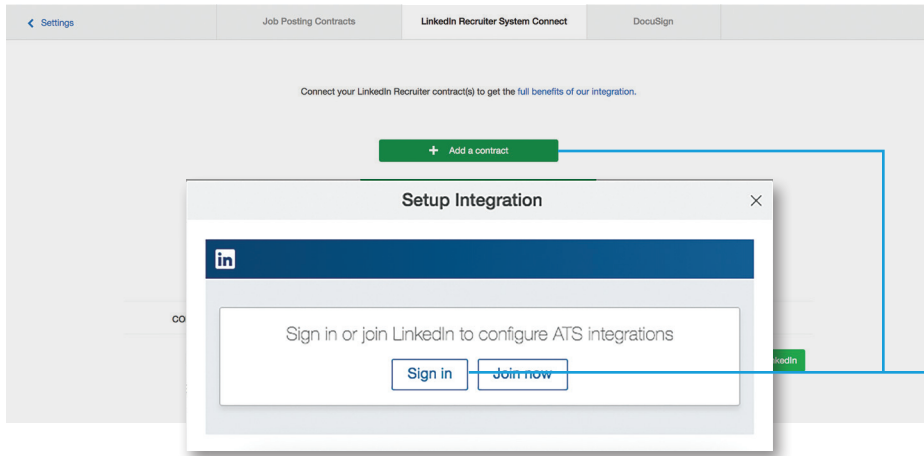 Settings
Job Posting Contracts
LinkedIn Recruiter System Connect
DocuSign
Connect your LinkedIn Recruiter contract(s) to get the full benefits of our integration.
+ Add a contract
Setup Integration
in
Sign in or join LinkedIn to configure ATS integrations
Sign in
Join now